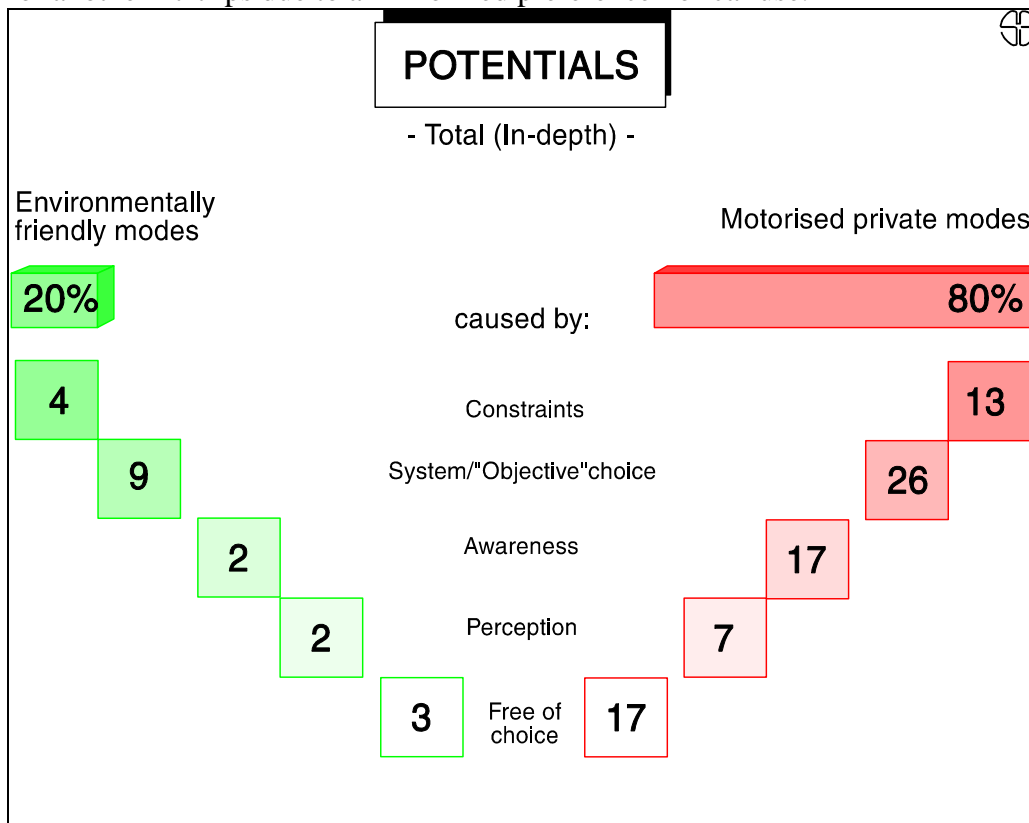 POTENTIALS
- Total (In-depth) -
Environmentally
friendly modes
Motorised private modes
20%
caused by:
80%
4
Constraints
13
9
System/"Objective"choice
26
2
Awareness
17
2
Perception
7
3
Free of
choice
17